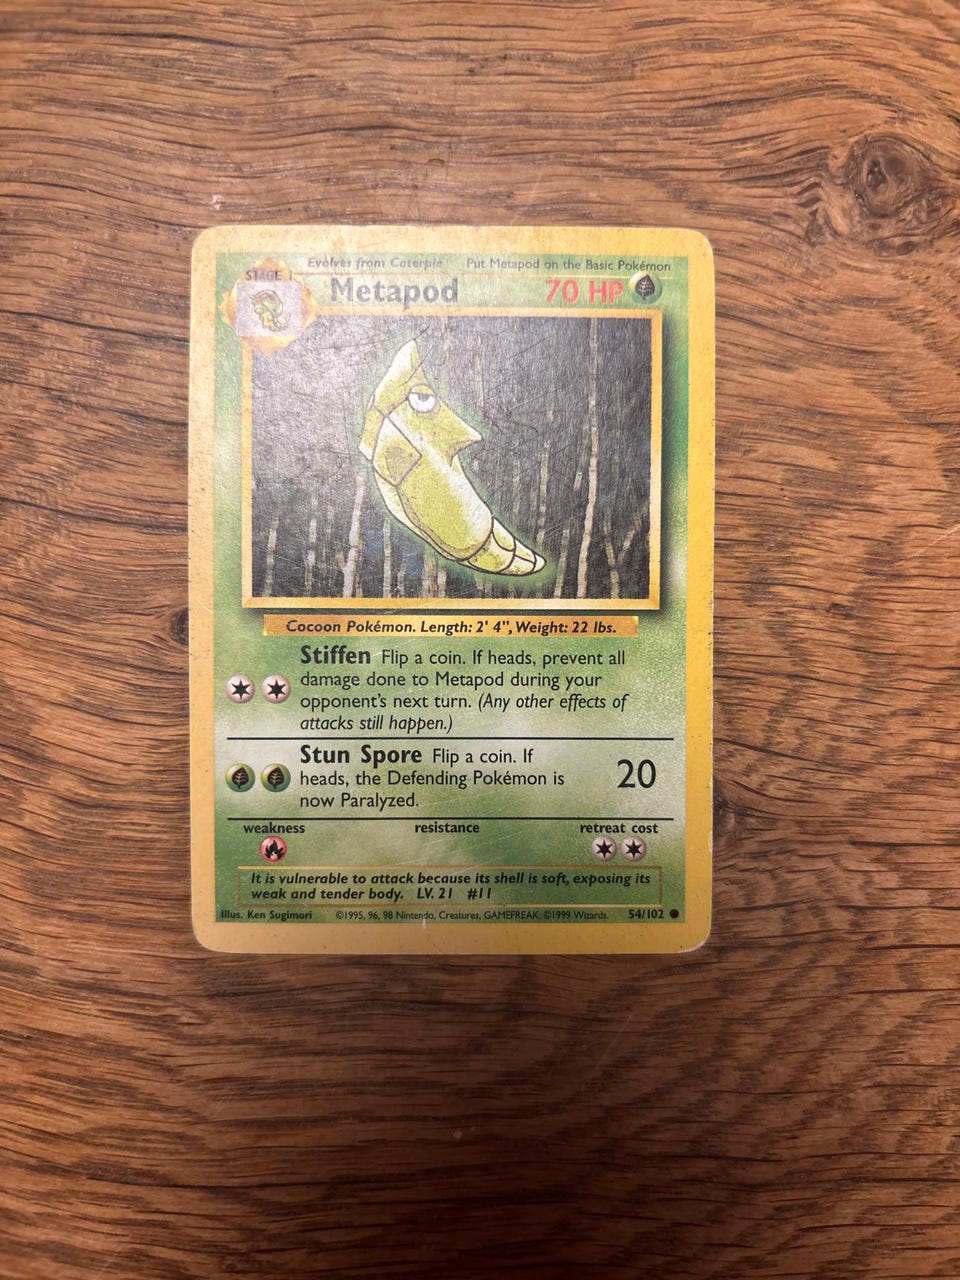 Evolves from Caterpie Put Metapod on the Basic Pokémon
STAGE 1
Metapod 70 HP
Cocoon Pokémon. Length: 2' 4", Weight: 22 lbs.
Stiffen Flip a coin. If heads, prevent all
damage done to Metapod during your
opponent's next turn. (Any other effects of
attacks still happen.)
Stun Spore Flip a coin. If
heads, the Defending Pokémon is
now Paralyzed.
20
weakness resistance retreat cost
It is vulnerable to attack because its shell is soft, exposing its
weak and tender body. LV. 21 #11
Illus. Ken Sugimori ©1995, 96, 98 Nintendo, Creatures, GAMEFREAK. ©1999 Wizards. 54/102